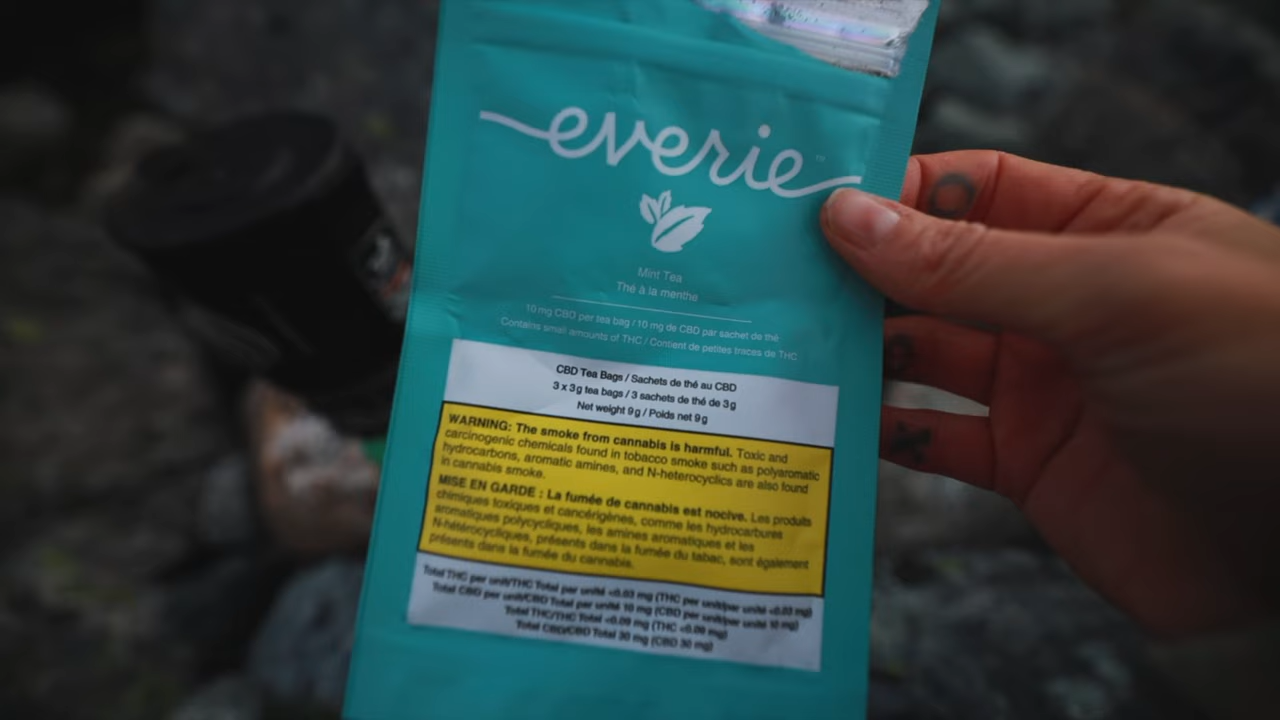 everie™
Mint Tea
Thé à la menthe
10 mg CBD per tea bag / 10 mg de CBD par sachet de thé
Contains small amounts of THC / Contient de petites traces de THC
CBD Tea Bags / Sachets de thé au CBD
3 x 3g tea bags / 3 sachets de thé de 3g
Net weight 9g / Poids net 9g
WARNING: The smoke from cannabis is harmful. Toxic and
carcinogenic chemicals found in tobacco smoke such as polyaromatic
hydrocarbons, aromatic amines, and N-heterocyclics are also found
in cannabis smoke.
MISE EN GARDE : La fumée de cannabis est nocive. Les produits
chimiques toxiques et cancérigènes, comme les hydrocarbures
aromatiques polycycliques, les amines aromatiques et les
N-hétérocycliques, présents dans la fumée du tabac, sont également
présents dans la fumée du cannabis.
Total THC per unit/THC Total per unité <0.03 mg (THC per unit/par unité <0.03 mg)
Total CBD per unit/CBD Total per unité 10 mg (CBD per unit/par unité 10 mg)
Total THC/THC Total <0.09 mg (THC <0.09 mg)
Total CBD/CBD Total 30 mg (CBD 30 mg)